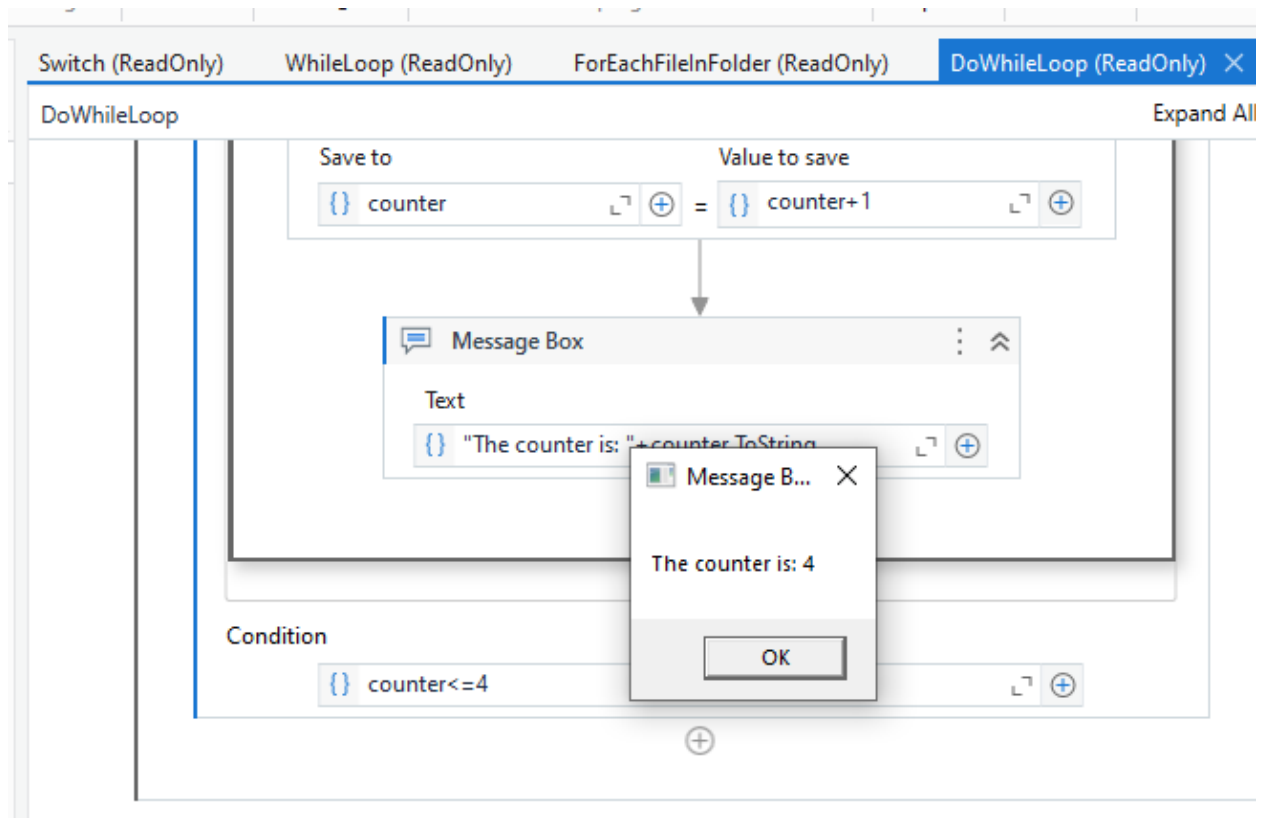 Switch (ReadOnly) WhileLoop (ReadOnly) ForEachFileInFolder (ReadOnly) DoWhileLoop (ReadOnly)
DoWhileLoop Expand All
Save to Value to save
{} counter = {} counter+1
Message Box
Text
{} "The counter is: "+counter.ToString
Message B...
The counter is: 4
OK
Condition
{} counter<=4